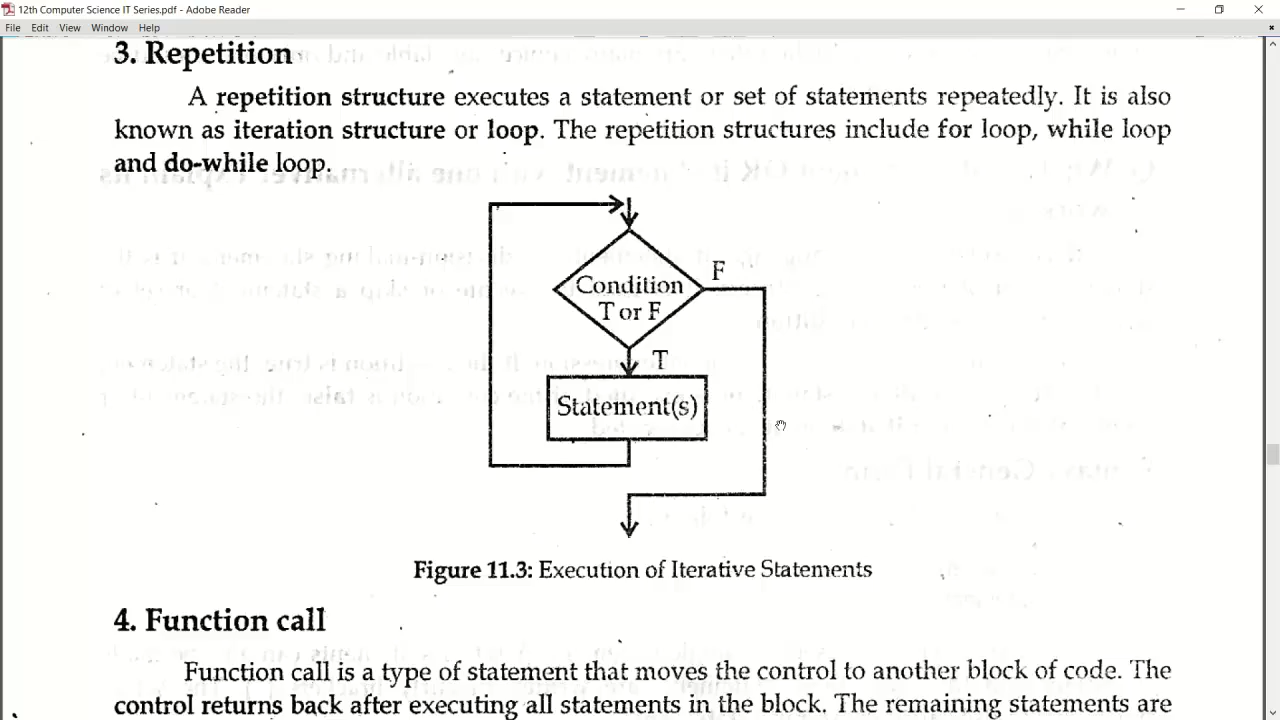 12th Computer Science IT Series.pdf - Adobe Reader
File Edit View Window Help
3. Repetition
A repetition structure executes a statement or set of statements repeatedly. It is also
known as iteration structure or loop. The repetition structures include for loop, while loop
and do-while loop.
F
Condition
T or F
T
Statement(s)
Figure 11.3: Execution of Iterative Statements
4. Function call
Function call is a type of statement that moves the control to another block of code. The
control returns back after executing all statements in the block. The remaining statements are